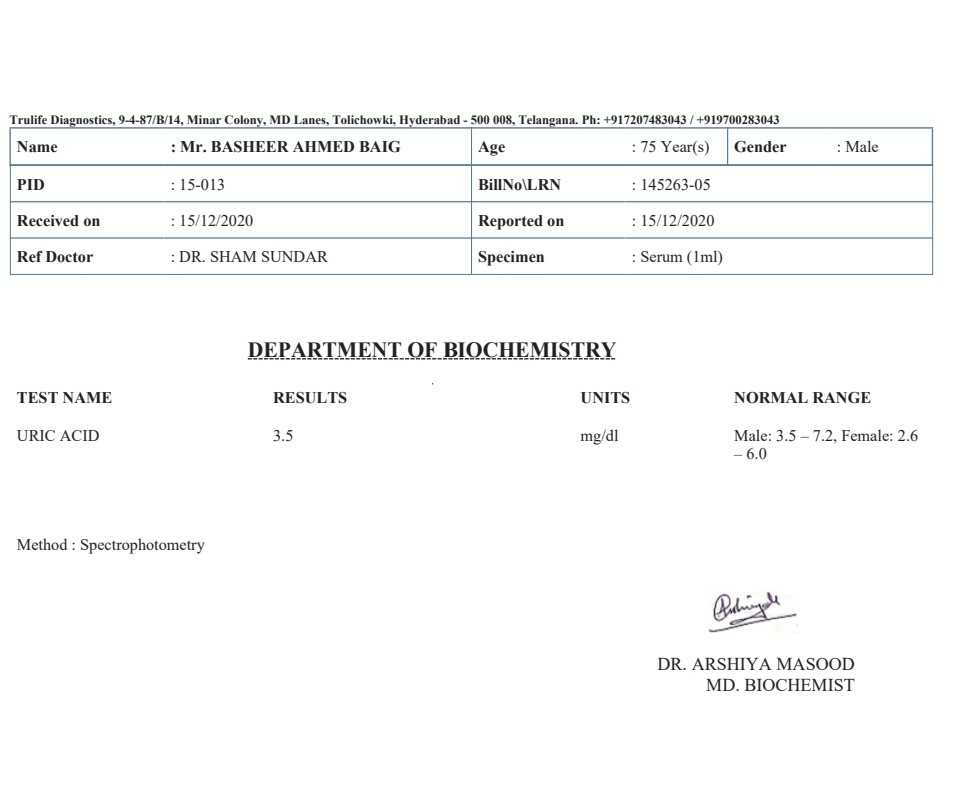 Trulife Diagnostics, 9-4-87/B/14, Minar Colony, MD Lanes, Tolichowki, Hyderabad - 500 008, Telangana. Ph: +917207483043 / +919700283043
Name : Mr. BASHEER AHMED BAIG Age : 75 Year(s) Gender : Male
PID : 15-013 BillNo\LRN : 145263-05
Received on : 15/12/2020 Reported on : 15/12/2020
Ref Doctor : DR. SHAM SUNDAR Specimen : Serum (1ml)
DEPARTMENT OF BIOCHEMISTRY
TEST NAME RESULTS UNITS NORMAL RANGE
URIC ACID 3.5 mg/dl Male: 3.5 – 7.2, Female: 2.6
– 6.0
Method : Spectrophotometry
DR. ARSHIYA MASOOD
MD. BIOCHEMIST